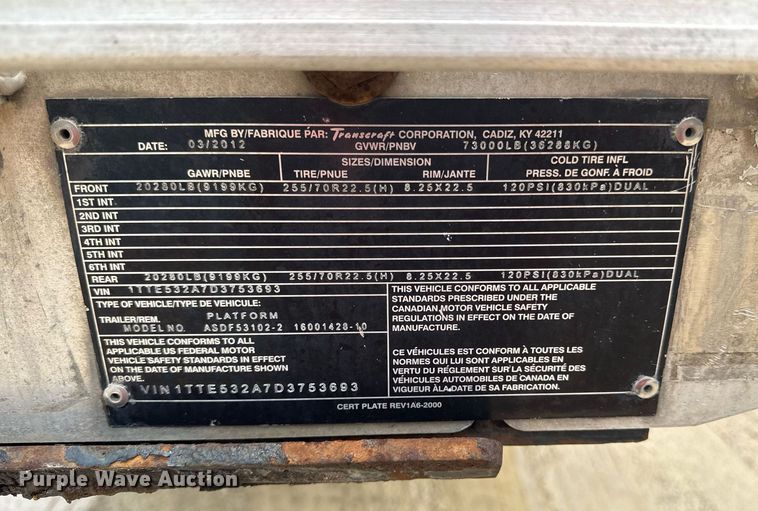 MFG BY/FABRIQUE PAR: Transcraft CORPORATION, CADIZ, KY 42211
DATE: 03/2012 GVWR/PNBV 73000LB(36288KG)
GAWR/PNBE SIZES/DIMENSION TIRE/PNUE RIM/JANTE COLD TIRE INFL PRESS. DE GONF. À FROID
FRONT 20280LB(9199KG) 255/70R22.5(H) 8.25X22.5 120PSI(830kPa)DUAL
1ST INT
2ND INT
3RD INT
4TH INT
5TH INT
6TH INT
REAR 20280LB(9199KG) 255/70R22.5(H) 8.25X22.5 120PSI(830kPa)DUAL
VIN 1TTE532A7D3753693
TYPE OF VEHICLE/TYPE DE VEHICULE:
TRAILER/REM. PLATFORM
MODEL NO. ASDF53102-2 16001428-10
THIS VEHICLE CONFORMS TO ALL
APPLICABLE US FEDERAL MOTOR
VEHICLE SAFETY STANDARDS IN EFFECT
ON THE DATE OF MANUFACTURE SHOWN
ABOVE.
VIN1TTE532A7D3753693
THIS VEHICLE CONFORMS TO ALL APPLICABLE
STANDARDS PRESCRIBED UNDER THE
CANADIAN MOTOR VEHICLE SAFETY
REGULATIONS IN EFFECT ON THE DATE OF
MANUFACTURE.
CE VÉHICULES EST CONFORM À TOUTES LES
NORMES QUI LUI SONT APPLICABLES EN
VERTU DU RÈGLEMENT SUR LA SÉCURITÉ DES
VÉHICULES AUTOMOBILES DE CANADA EN
VIGUEUR À LA DATE DE SA FABRICATION.
CERT PLATE REV1A6-2000
Purple Wave Auction